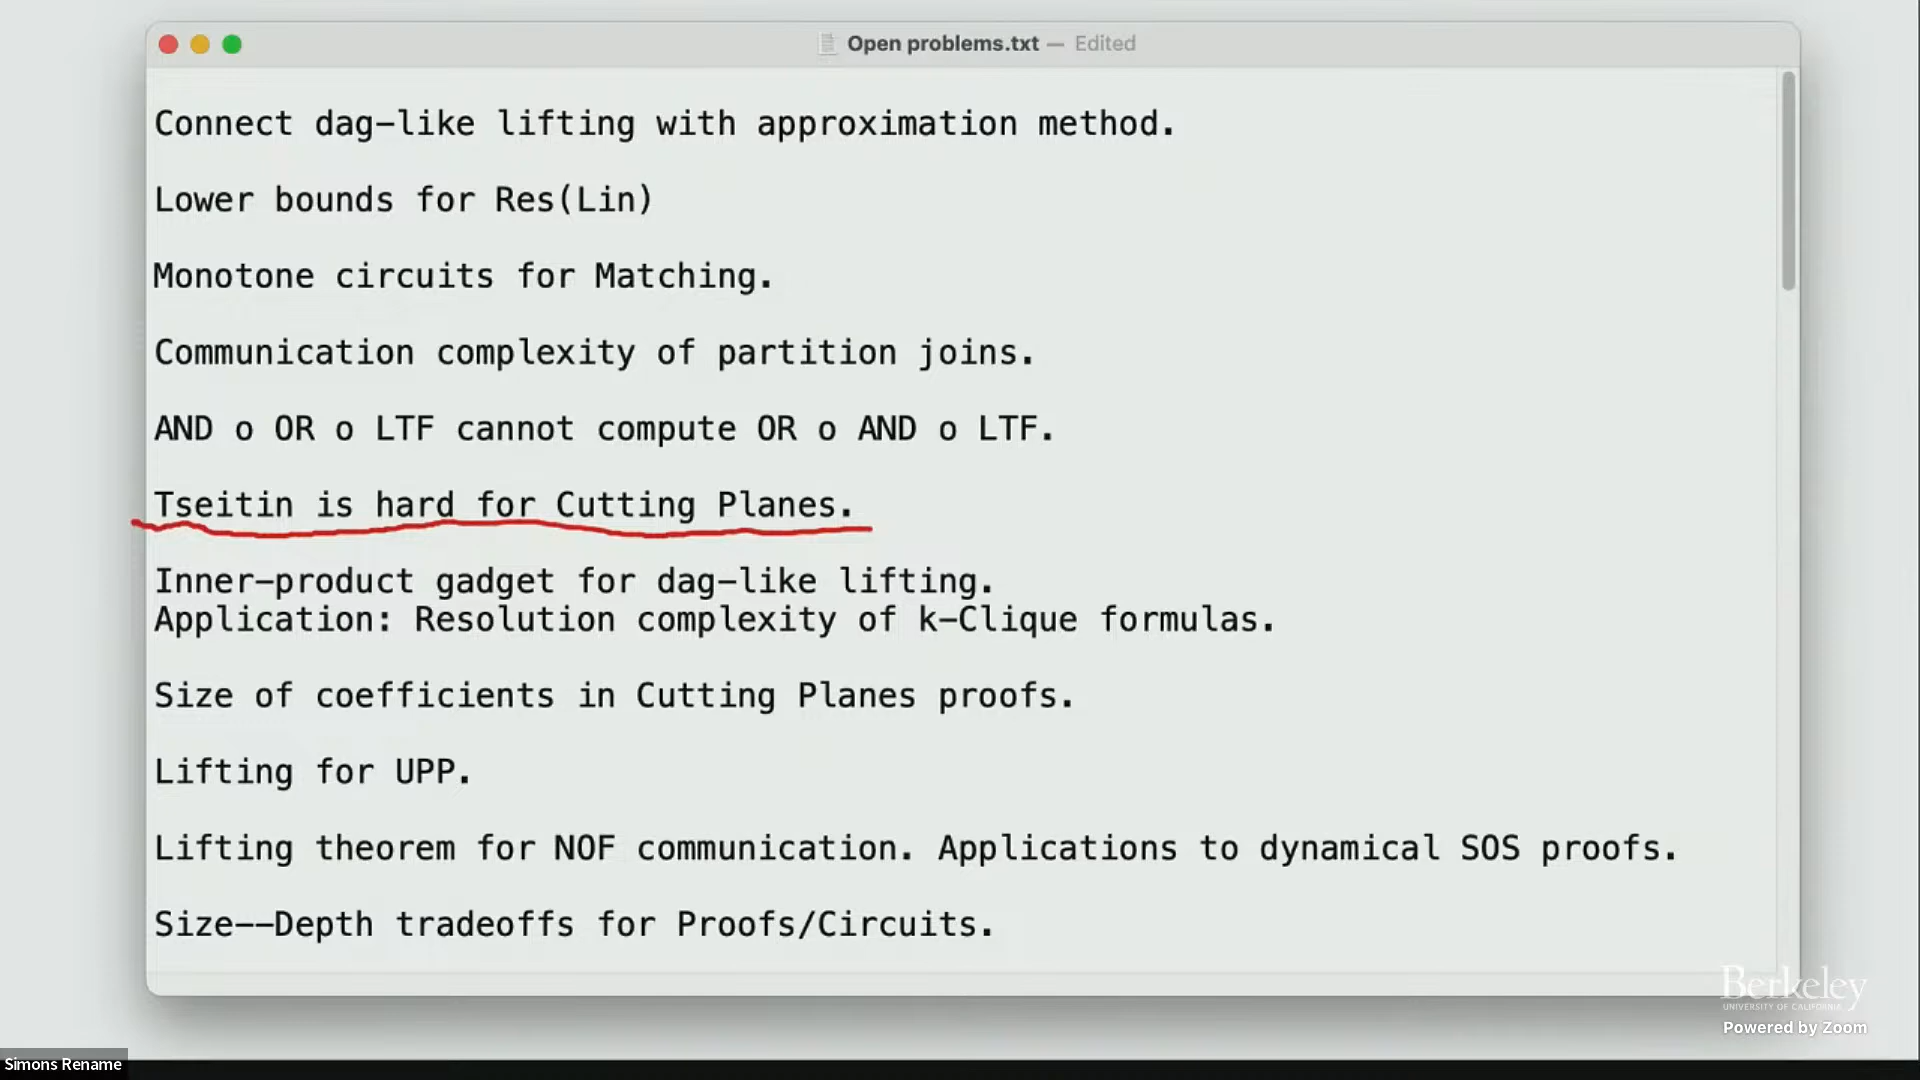 Open problems.txt — Edited
Connect dag-like lifting with approximation method.
Lower bounds for Res(Lin)
Monotone circuits for Matching.
Communication complexity of partition joins.
AND o OR o LTF cannot compute OR o AND o LTF.
Tseitin is hard for Cutting Planes.
Inner-product gadget for dag-like lifting.
Application: Resolution complexity of k-Clique formulas.
Size of coefficients in Cutting Planes proofs.
Lifting for UPP.
Lifting theorem for NOF communication. Applications to dynamical SOS proofs.
Size--Depth tradeoffs for Proofs/Circuits.
Berkeley
UNIVERSITY OF CALIFORNIA
Powered by Zoom
Simons Rename